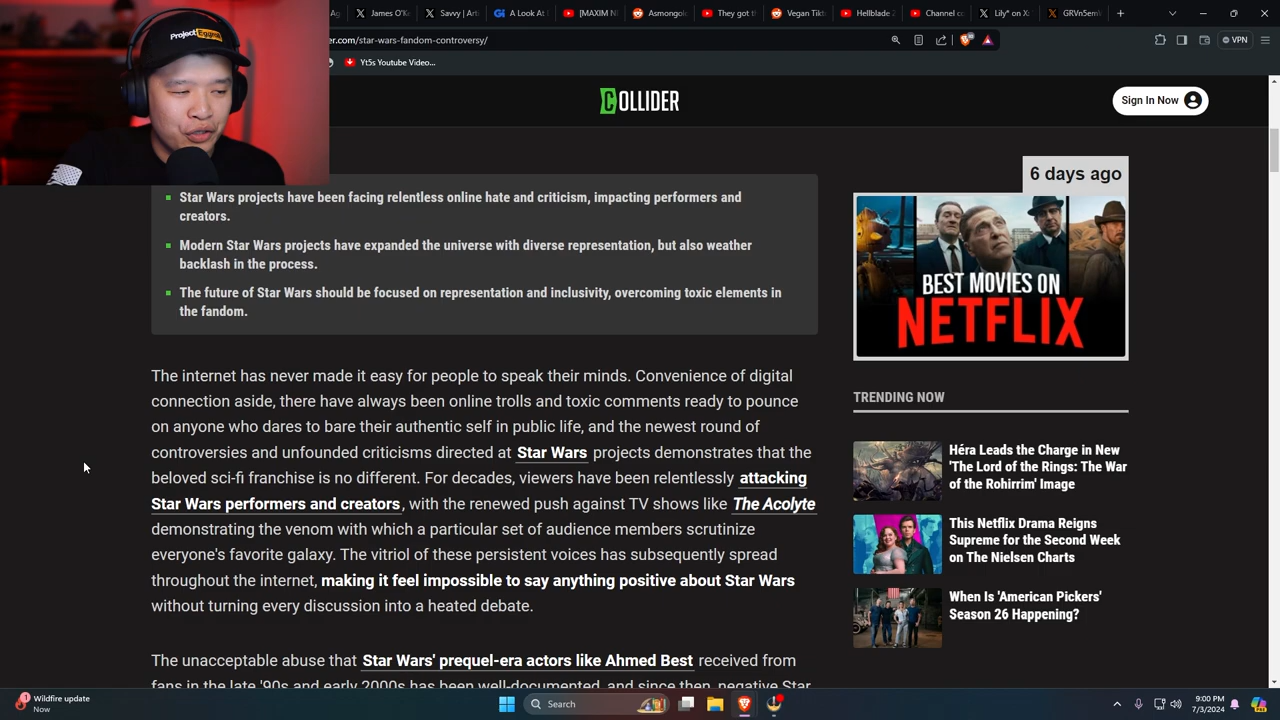 James O'Ke
Savvy | Arti
A Look At I
[MAXIM N
Asmongol
They got th
Vegan Tikt
Hellblade 2
Channel co
Lily* on X
GRVnSemV
er.com/star-wars-fandom-controversy/
VPN
Yt5s Youtube Video...
Project:Eggroll
COLLIDER
Sign In Now
Star Wars projects have been facing relentless online hate and criticism, impacting performers and
creators.
Modern Star Wars projects have expanded the universe with diverse representation, but also weather
backlash in the process.
The future of Star Wars should be focused on representation and inclusivity, overcoming toxic elements in
the fandom.
The internet has never made it easy for people to speak their minds. Convenience of digital
connection aside, there have always been online trolls and toxic comments ready to pounce
on anyone who dares to bare their authentic self in public life, and the newest round of
controversies and unfounded criticisms directed at Star Wars projects demonstrates that the
beloved sci-fi franchise is no different. For decades, viewers have been relentlessly attacking
Star Wars performers and creators, with the renewed push against TV shows like The Acolyte
demonstrating the venom with which a particular set of audience members scrutinize
everyone's favorite galaxy. The vitriol of these persistent voices has subsequently spread
throughout the internet, making it feel impossible to say anything positive about Star Wars
without turning every discussion into a heated debate.
The unacceptable abuse that Star Wars' prequel-era actors like Ahmed Best received from
fans in the late '90s and early 2000s has been well-documented, and since then, negative Star
6 days ago
BEST MOVIES ON
NETFLIX
TRENDING NOW
Héra Leads the Charge in New
'The Lord of the Rings: The War
of the Rohirrim' Image
This Netflix Drama Reigns
Supreme for the Second Week
on The Nielsen Charts
When Is 'American Pickers'
Season 26 Happening?
1
Wildfire update
Now
Search
9:00 PM
7/3/2024